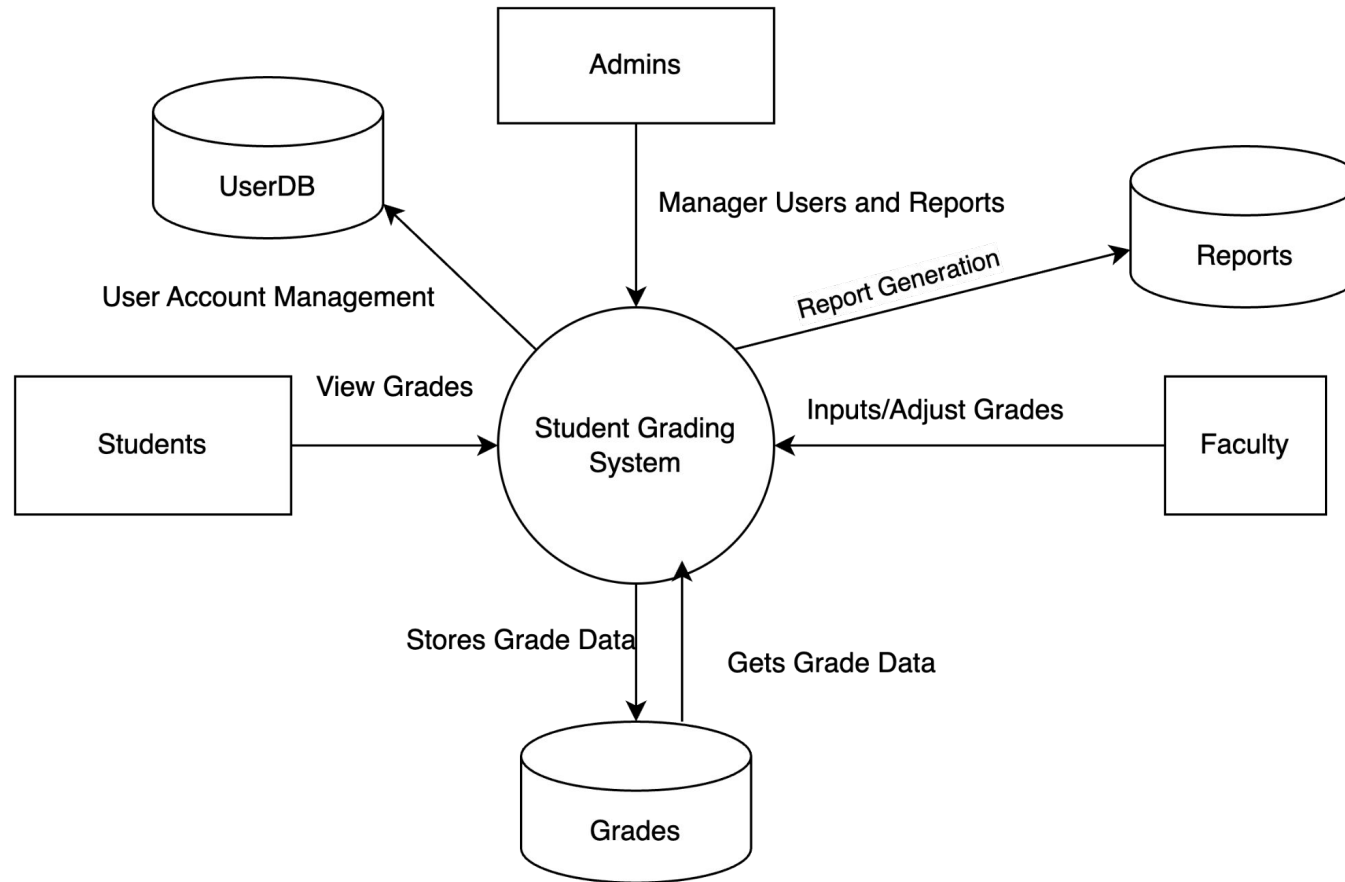 Admins
UserDB
Manager Users and Reports
Reports
Report Generation
User Account Management
View Grades
Inputs/Adjust Grades
Students
Student Grading
System
Faculty
Stores Grade Data
Gets Grade Data
Grades